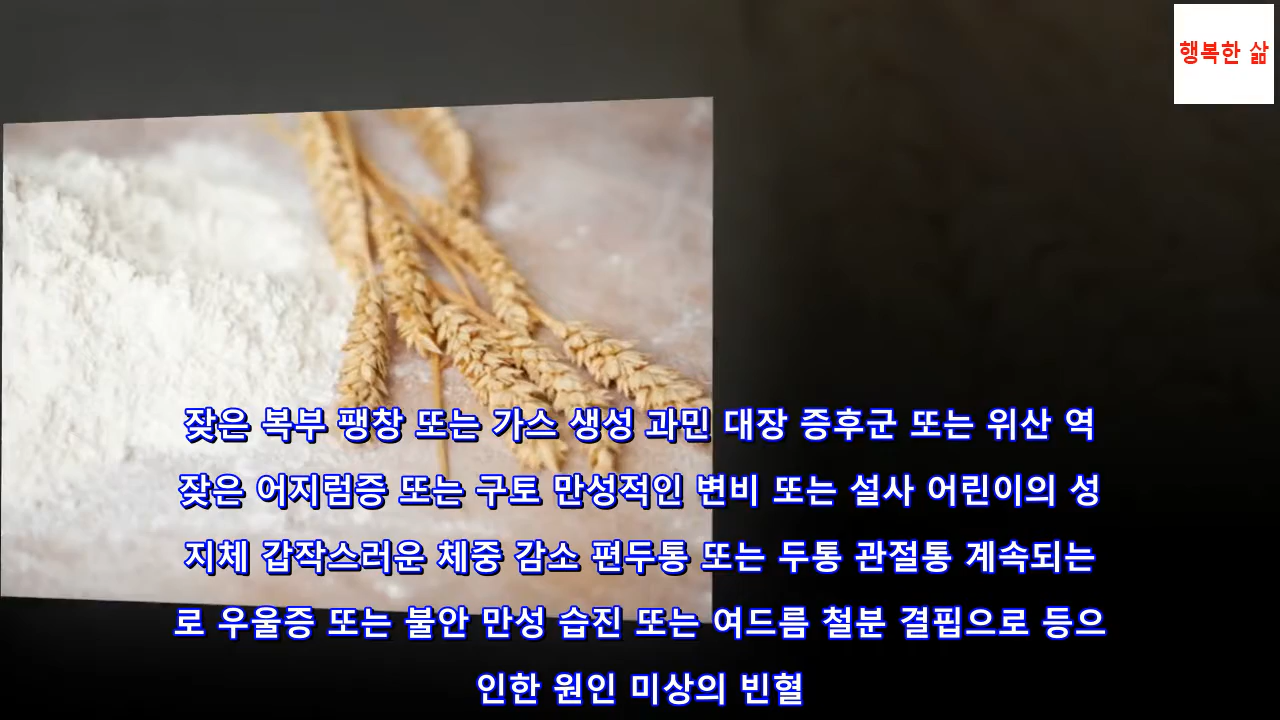 행복한 삶
잦은 복부 팽창 또는 가스 생성 과민 대장 증후군 또는 위산 역
잦은 어지럼증 또는 구토 만성적인 변비 또는 설사 어린이의 성
지체 갑작스러운 체중 감소 편두통 또는 두통 관절통 계속되는
로 우울증 또는 불안 만성 습진 또는 여드름 철분 결핍으로 등으
인한 원인 미상의 빈혈